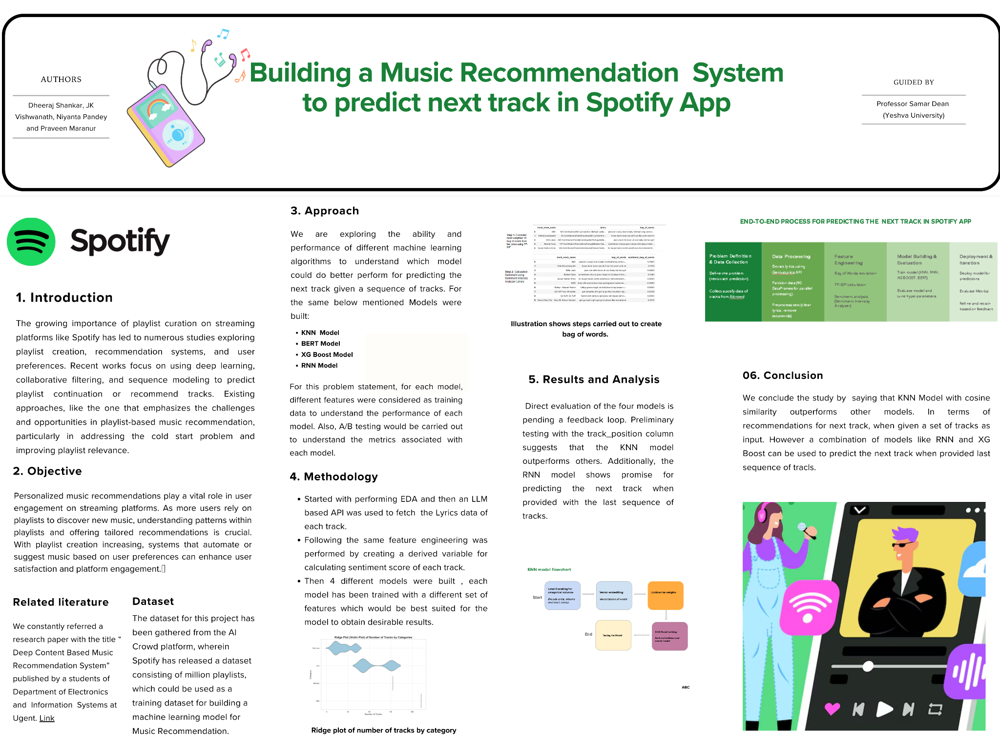 AUTHORS
Dheeraj Shankar, JK
Vishwanath, Niyanta Pandey
and Praveen Maranur
Building a Music Recommendation System
to predict next track in Spotify App
GUIDED BY
Professor Samar Dean
(Yeshva University)
Spotify
1. Introduction
The growing importance of playlist curation on streaming
platforms like Spotify has led to numerous studies exploring
playlist creation, recommendation systems, and user
preferences. Recent works focus on using deep learning,
collaborative filtering, and sequence modeling to predict
playlist continuation or recommend tracks. Existing
approaches, like the one that emphasizes the challenges
and opportunities in playlist-based music recommendation,
particularly in addressing the cold start problem and
improving playlist relevance.
2. Objective
Personalized music recommendations play a vital role in user
engagement on streaming platforms. As more users rely on
playlists to discover new music, understanding patterns within
playlists and offering tailored recommendations is crucial.
With playlist creation increasing, systems that automate or
suggest music based on user preferences can enhance user
satisfaction and platform engagement.
Related literature
We constantly referred a
research paper with the title “
Deep Content Based Music
Recommendation System”
published by a students of
Department of Electronics
and Information Systems at
Ugent. Link
Dataset
The dataset for this project has
been gathered from the AI
Crowd platform, wherein
Spotify has released a dataset
consisting of million playlists,
which could be used as a
training dataset for building a
machine learning model for
Music Recommendation.
3. Approach
We are exploring the ability and
performance of different machine learning
algorithms to understand which model
could do better perform for predicting the
next track given a sequence of tracks. For
the same below mentioned Models were
built:
• KNN Model
• BERT Model
• XG Boost Model
• RNN Model
For this problem statement, for each model,
different features were considered as training
data to understand the performance of each
model. Also, A/B testing would be carried out
to understand the metrics associated with
each model.
4. Methodology
• Started with performing EDA and then an LLM
based API was used to fetch the Lyrics data of
each track.
• Following the same feature engineering was
performed by creating a derived variable for
calculating sentiment score of each track.
• Then 4 different models were built , each
model has been trained with a different set of
features which would be best suited for the
model to obtain desirable results.
Ridge Plot (Violin Plot) of Number of Tracks by Categories
Category
Very Low
Low
Medium
High
0 50 100 150 200
Number of Tracks
Ridge plot of number of tracks by category
Step 1: Extracted
most weighted 10
bag of words from
the lyrics using TF-
IDF
track_track_name lyrics bag_of_words
Step 2: Calculated
Sentiment using
Sentiment Intensity
Analyzer Library
track_track_name bag_of_words sentiment_bag_of_words
Illustration shows steps carried out to create
bag of words.
5. Results and Analysis
Direct evaluation of the four models is
pending a feedback loop. Preliminary
testing with the track_position column
suggests that the KNN model
outperforms others. Additionally, the
RNN model shows promise for
predicting the next track when
provided with the last sequence of
tracks.
KNN model flowchart
Start
Label Encoding for
categorical columns
Encode artist, albums
and track names
Vector embedding
Vectorization of words
Update the weights
KNN Model building
End
Testing the Model
ABC
END-TO-END PROCESS FOR PREDICTING THE NEXT TRACK IN SPOTIFY APP
Problem Definition
& Data Collection
Define the problem
(next track prediction).
Collect spotify data of
tracks from Aicrowd
Data Processing
Extract lyrics using
GeniusLyrics API
Partition data (40
DataFrames for parallel
processing).
Preprocess text (clean
lyrics, remove
stopwords)
Feature
Engineering
Bag of Words extraction
TF-IDF calculation
Sentiment analysis
(Sentiment Intensity
Analyzer)
Model Building &
Evaluation
Train model (KNN, RNN,
XGBOOST, BERT)
Evaluate model and
tune hyperparameters
Deployment &
Iteration
Deploy model for
predictions
Evaluate Metrics
Refine and retrain
based on feedback
06. Conclusion
We conclude the study by saying that KNN Model with cosine
similarity outperforms other models. In terms of
recommendations for next track, when given a set of tracks as
input. However a combination of models like RNN and XG
Boost can be used to predict the next track when provided last
sequence of tracls.